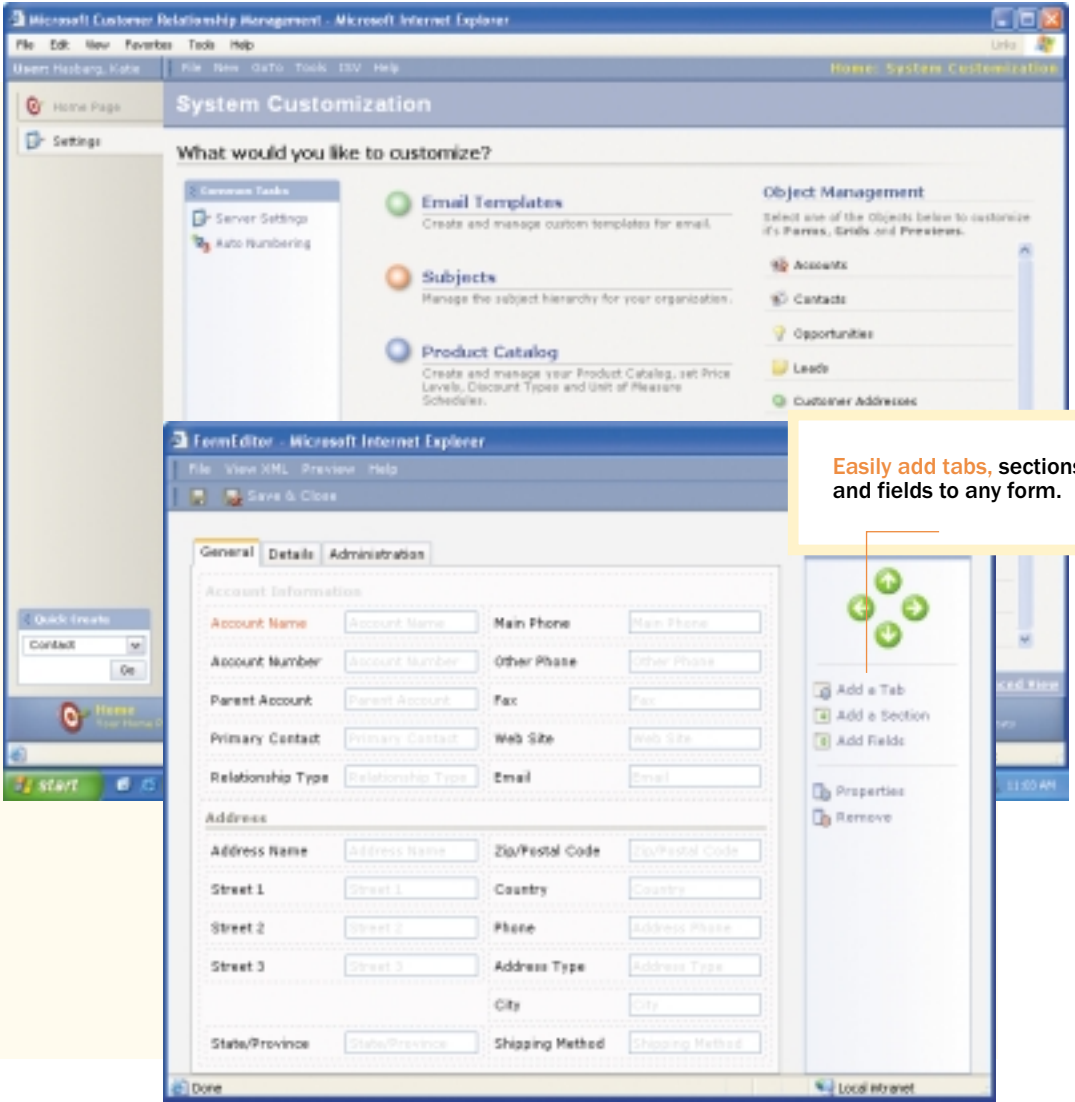 Microsoft Customer Relationship Management - Microsoft Internet Explorer
File Edit View Favorites Tools Help
Links
User: Hasburg, Katie
File New GoTo Tools CSV Help
Home: System Customization
Home Page
Settings
System Customization
What would you like to customize?
Common Tasks
Server Settings
Auto Numbering
Email Templates
Create and manage custom templates for email.
Subjects
Manage the subject hierarchy for your organization.
Product Catalog
Create and manage your Product Catalog, set Price
Levels, Discount Types and Unit of Measure
Schedules.
Object Management
Select one of the Objects below to customize
it's Forms, Grids and Previews.
Accounts
Contacts
Opportunities
Leads
Customer Addresses
Quick Create
Contact
Go
Home
Your Home P
start
11:03 AM
FormEditor - Microsoft Internet Explorer
File View XML Preview Help
Save & Close
Easily add tabs, sections
and fields to any form.
General Details Administration
Account Information
Account Name Account Name Main Phone Main Phone
Account Number Account Number Other Phone Other Phone
Parent Account Parent Account Fax Fax
Primary Contact Primary Contact Web Site Web Site
Relationship Type Relationship Type Email Email
Address
Address Name Address Name Zip/Postal Code Zip/Postal Code
Street 1 Street 1 Country Country
Street 2 Street 2 Phone Address Phone
Street 3 Street 3 Address Type Address Type
City City
State/Province State/Province Shipping Method Shipping Method
Add a Tab
Add a Section
Add Fields
Properties
Remove
Done
Local intranet